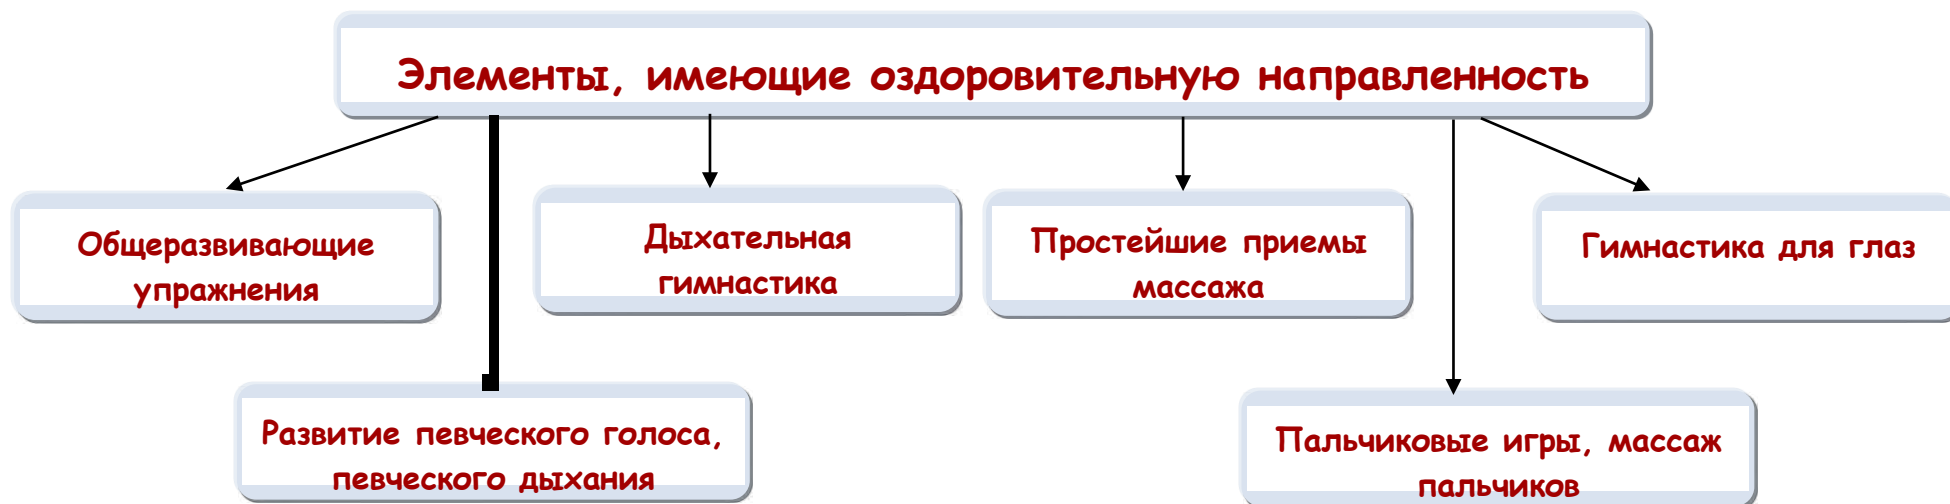 Элементы, имеющие оздоровительную направленность
Общеразвивающие
упражнения
Дыхательная
гимнастика
Простейшие приемы
массажа
Гимнастика для глаз
Развитие певческого голоса,
певческого дыхания
Пальчиковые игры, массаж
пальчиков